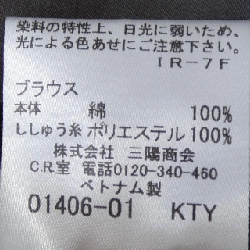 染料の特性上、日光に弱いため、
光による色あせにご注意下さい。
IR-7F
ブラウス
本体 綿 100%
ししゅう糸 ポリエステル 100%
株式会社 三陽商会
C.R室 電話0120-340-460
ベトナム製
01406-01 KTY